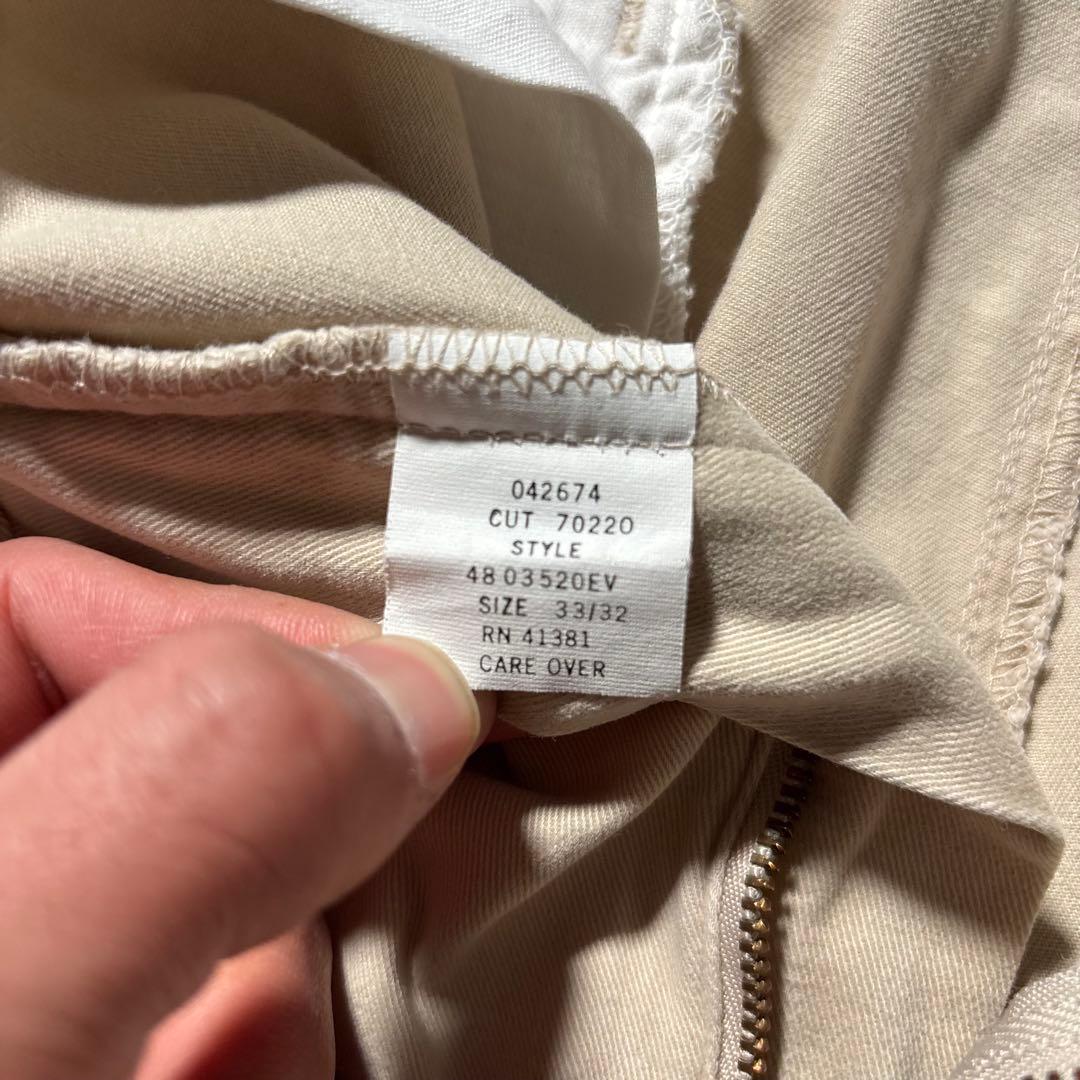 042674
CUT 70220
STYLE
48 03520EV
SIZE 33/32
RN 41381
CARE OVER